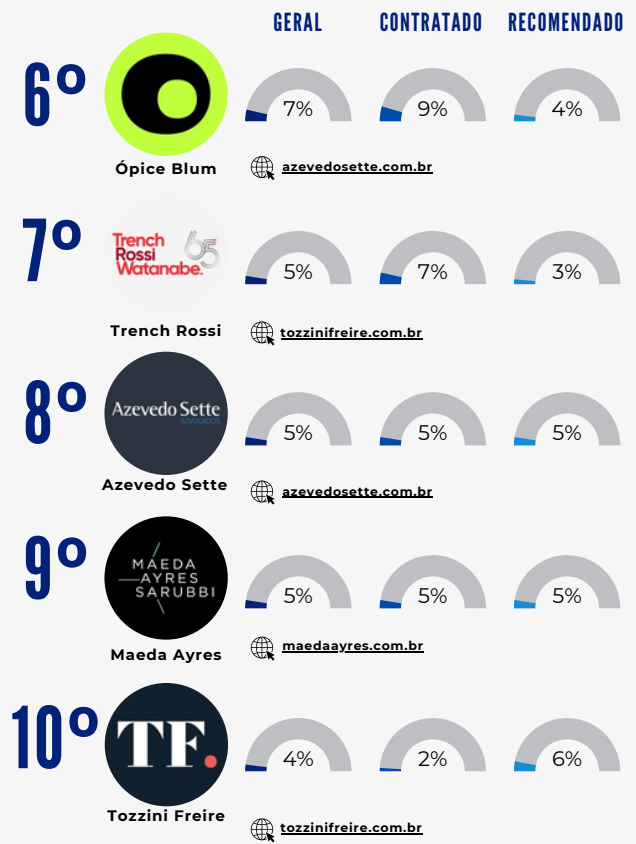 GERAL CONTRATADO RECOMENDADO
6º
7% 9% 4%
Ópice Blum
azevedosette.com.br
7º
Trench
Rossi
Watanabe.
65
5% 7% 3%
Trench Rossi
tozzinifreire.com.br
8º
Azevedo Sette
ADVOGADOS
5% 5% 5%
Azevedo Sette
azevedosette.com.br
9º
MAEDA
AYRES
SARUBBI
5% 5% 5%
Maeda Ayres
maedaayres.com.br
10º
TF.
4% 2% 6%
Tozzini Freire
tozzinifreire.com.br